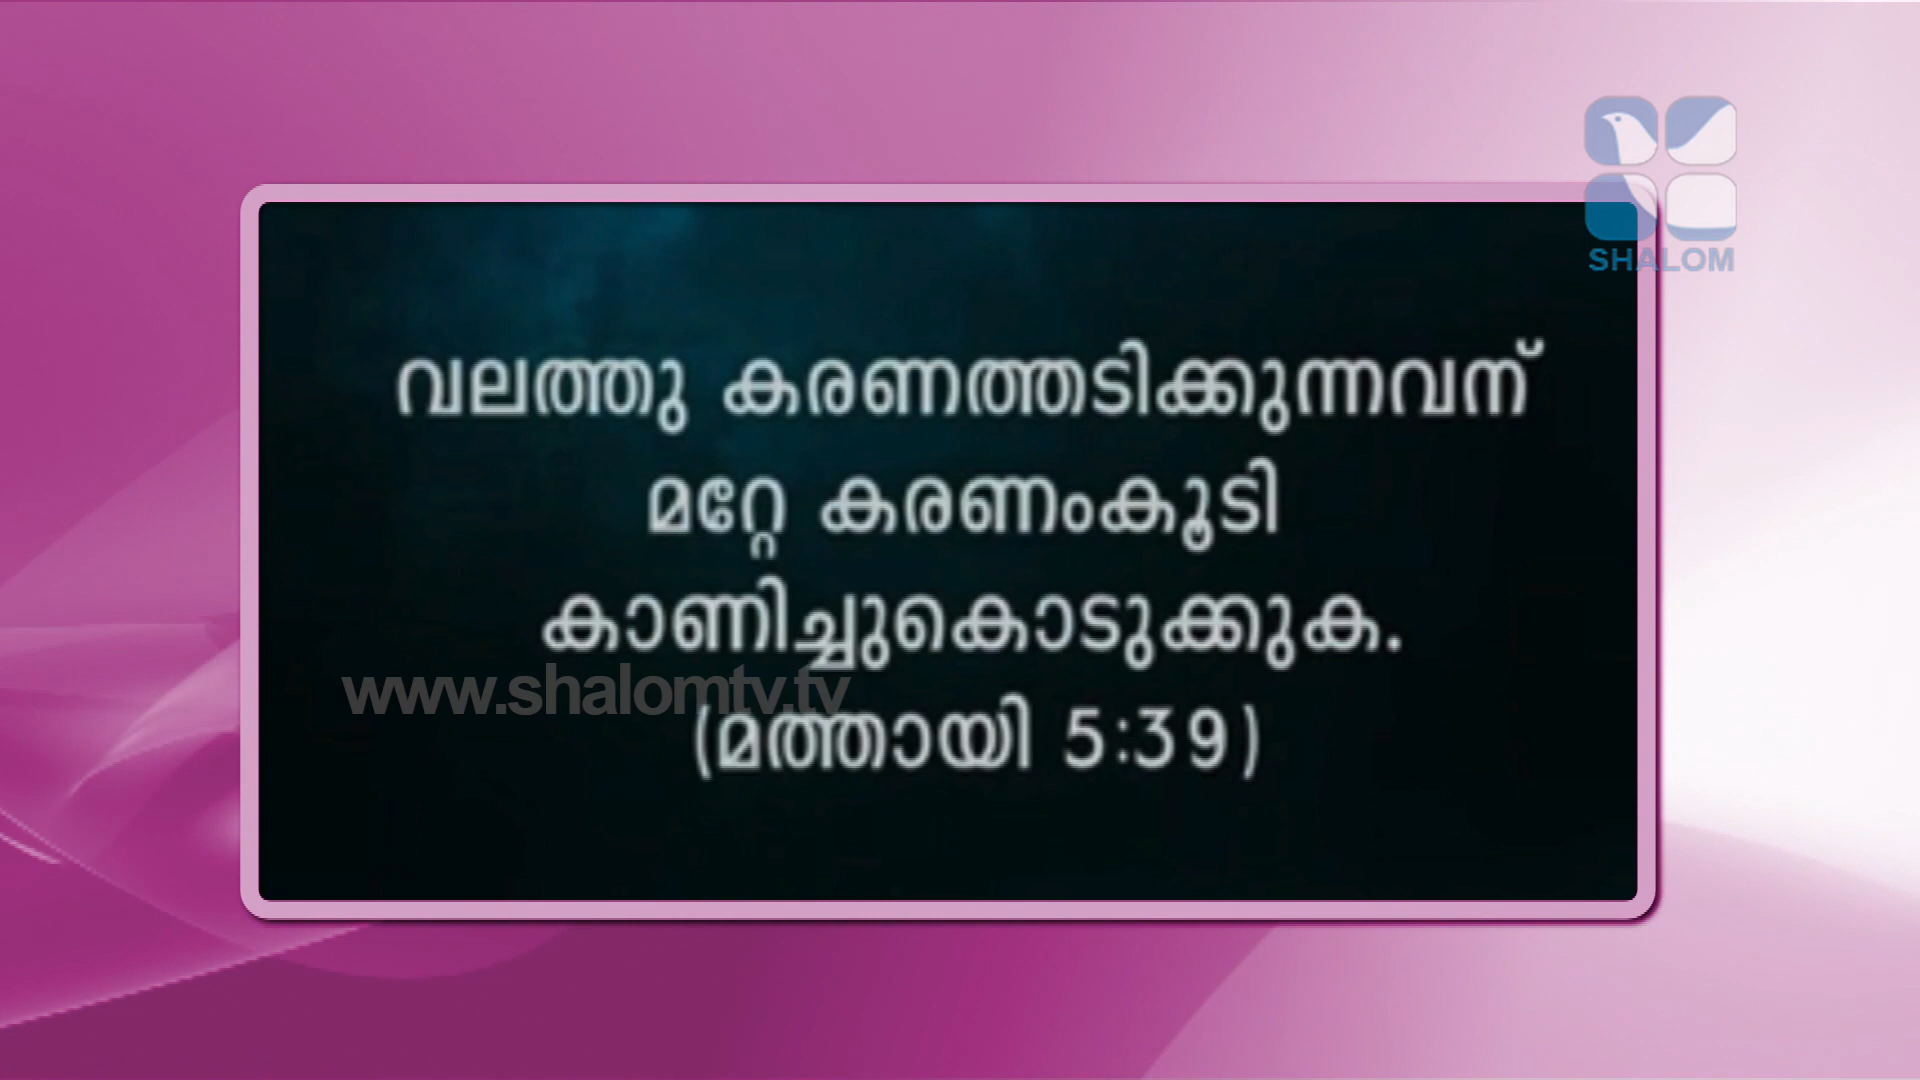 SHALOM
വലത്തു കരണത്തടിക്കുന്നവന്
മറ്റേ കരണംകൂടി
കാണിച്ചുകൊടുക്കുക.
www.shalomtv.tv
(മത്തായി 5:39)